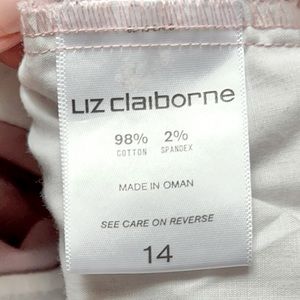 LIZ claiborne
98% 2%
COTTON SPANDEX
MADE IN OMAN
SEE CARE ON REVERSE
14